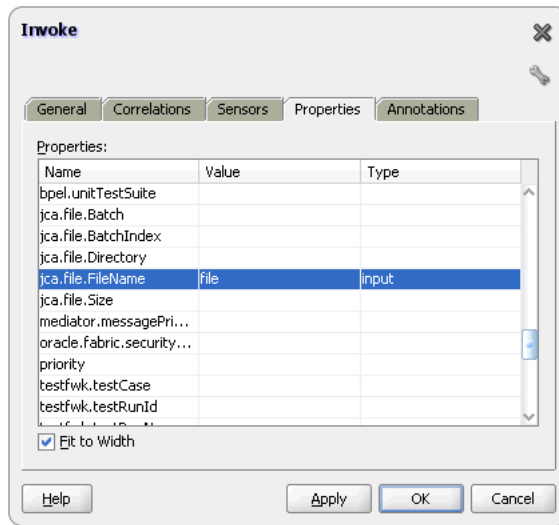 Invoke
General Correlations Sensors Properties Annotations
Properties:
Name Value Type
bpel.unitTestSuite
jca.file.Batch
jca.file.BatchIndex
jca.file.Directory
jca.file.FileName file input
jca.file.Size
mediator.messagePri...
oracle.fabric.security...
priority
testfwk.testCase
testfwk.testRunId
Fit to Width
Help Apply OK Cancel